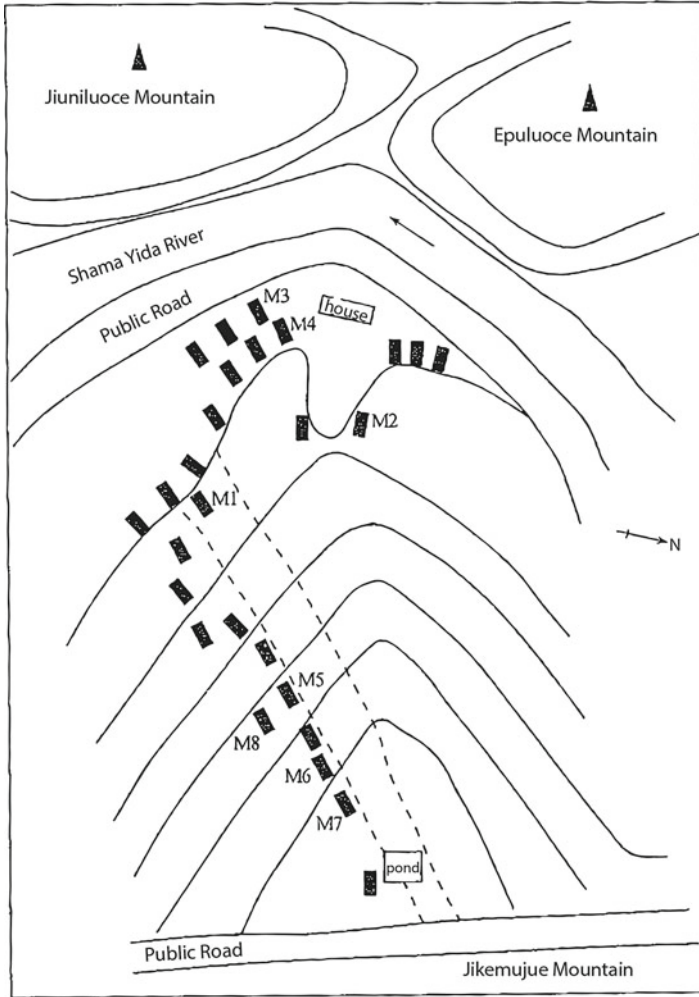 Jiuniluoce Mountain
Epuluoce Mountain
Shama Yida River
Public Road
M3
house
M4
M2
M1
N
M5
M8
M6
M7
pond
Public Road
Jikemujue Mountain